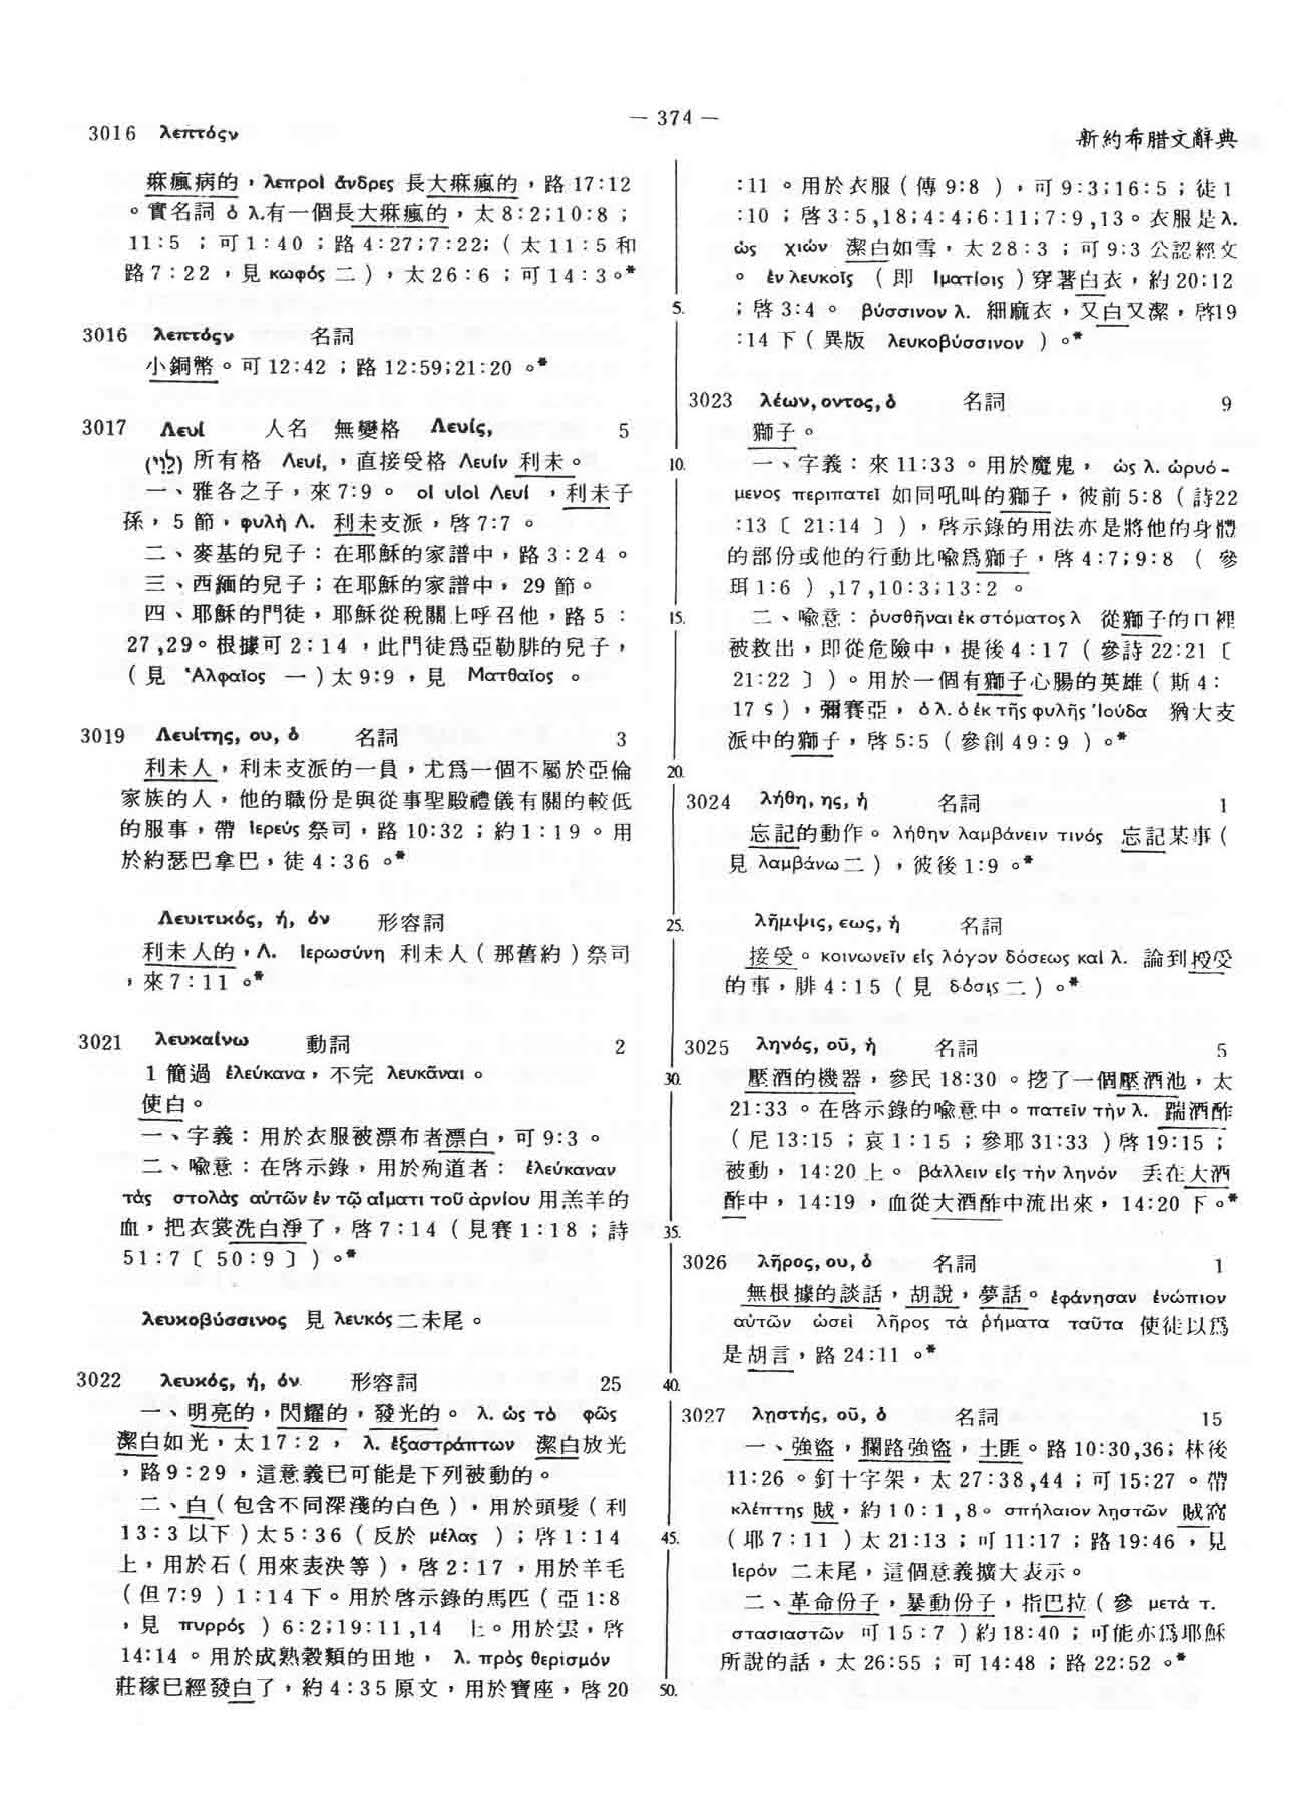 — 374 —
3016 λεπτόςν
新約希腊文辭典
痳瘋病的，λεπροὶ ἄνδρες 長大痳瘋的，路 17:12
。實名詞 ὁ λ.有一個長大痳瘋的，太 8:2;10:8；
11:5 ；可 1:40；路 4:27;7:22;（太 11:5 和
路 7:22 ，見 κωφός 二），太 26:6；可 14:3。*
3016 λεπτόςν 名詞
小銅幣。可 12:42 ；路 12:59;21:20 。*
3017 Λευί 人名 無變格 Λευίς, 5
(לֵוִי) 所有格 Λευί,，直接受格 Λευίν 利未。
一、雅各之子，來 7:9。 οἱ υἱοὶ Λευί ，利未子
孫，5 節，φυλὴ Λ. 利未支派，啓 7:7 。
二、麥基的兒子：在耶穌的家譜中，路 3:24 。
三、西緬的兒子；在耶穌的家譜中，29 節。
四、耶穌的門徒，耶穌從稅關上呼召他，路 5：
27,29。根據可 2:14 ，此門徒爲亞勒腓的兒子，
（見 Ἀλφαῖος 一）太 9:9，見 Ματθαῖος 。
3019 Λευίτης, ου, ὁ 名詞 3
利未人，利未支派的一員，尤爲一個不屬於亞倫
家族的人，他的職份是與從事聖殿禮儀有關的較低
的服事，帶 ἱερεύς 祭司，路 10:32；約 1:19。用
於約瑟巴拿巴，徒 4:36 。*
Λευιτικός, ή, όν 形容詞
利未人的，Λ. ἱερωσύνη 利未人（那舊約）祭司
，來 7:11 。*
3021 λευκαίνω 動詞 2
1 簡過 ἐλεύκανα，不完 λευκᾶναι 。
使白。
一、字義：用於衣服被漂布者漂白，可 9:3 。
二、喻意：在啓示錄，用於殉道者：ἐλεύκαναν
τὰς στολὰς αὐτῶν ἐν τῷ αἵματι τοῦ ἀρνίου 用羔羊的
血，把衣裳洗白淨了，啓 7:14（見賽 1:18；詩
51:7〔 50:9 〕）。*
λευκοβύσσινος 見 λευκός 二未尾。
3022 λευκός, ή, όν 形容詞 25
一、明亮的，閃耀的，發光的。 λ. ὡς τὸ φῶς
潔白如光，太 17:2 ， λ. ἐξαστράπτων 潔白放光
，路 9:29，這意義已可能是下列被動的。
二、白（包含不同深淺的白色），用於頭髮（利
13:3 以下）太 5:36（反於 μέλας ）；啓 1:14
上，用於石（用來表決等），啓 2:17，用於羊毛
（但 7:9 ）1:14 下。用於啓示錄的馬匹（亞 1:8
，見 πυρρός ）6:2;19:11,14 上。用於雲，啓
14:14 。用於成熟穀類的田地， λ. πρὸς θερισμόν
莊稼已經發白了，約 4:35 原文，用於寶座，啓 20
:11 。用於衣服（傳 9:8 ），可 9:3;16:5；徒 1
:10 ；啓 3:5,18;4:4;6:11;7:9,13。衣服是 λ.
ὡς χιών 潔白如雪，太 28:3 ；可 9:3 公認經文
。 ἐν λευκοῖς （即 ἱματίοις）穿著白衣，約 20:12
5. ；啓 3:4 。 βύσσινον λ. 細麻衣，又白又潔，啓19
:14 下（異版 λευκοβύσσινον ）。*
3023 λέων, οντος, ὁ 名詞 9
獅子。
10. 一、字義：來 11:33 。用於魔鬼， ὡς λ. ὠρυό-
μενος περιπατεῖ 如同吼叫的獅子，彼前 5:8（詩22
:13〔 21:14 〕），啓示錄的用法亦是將他的身體
的部份或他的行動比喩爲獅子，啓 4:7;9:8 （ 參
珥 1:6 ）,17,10:3;13:2 。
15. 二、喩意：ῥυσθῆναι ἐκ στόματος λ 從獅子的口裡
被救出，即從危險中，提後 4:17（參詩 22:21〔
21:22 〕）。用於一個有獅子心腸的英雄（斯 4：
17 ς ），彌賽亞，ὁ λ. ὁ ἐκ τῆς φυλῆς Ἰούδα 猶大支
派中的獅子，啓 5:5（參創 49:9 ）。*
20.
3024 λήθη, ης, ἡ 名詞 1
忘記的動作。λήθην λαμβάνειν τινός 忘記某事（
見 λαμβάνω 二），彼後 1:9 。*
25. λῆμψις, εως, ἡ 名詞
接受。κοινωνεῖν εἰς λόγον δόσεως καὶ λ. 論到授受
的事，腓 4:15（見 δόσις 二）。*
3025 ληνός, οῦ, ἡ 名詞 5
30. 壓酒的機器，參民 18:30 。挖了一個壓酒池，太
21:33 。在啓示錄的喩意中。πατεῖν τὴν λ. 踹酒酢
（尼 13:15 ；哀 1:15 ；參耶 31:33 ）啓 19:15；
被動， 14:20 上。 βάλλειν εἰς τὴν ληνόν 丢在大酒
酢中，14:19 ，血從大酒酢中流出來，14:20 下。*
35.
3026 λῆρος, ου, ὁ 名詞 1
無根據的談話，胡說，夢話。ἐφάνησαν ἐνώπιον
αὐτῶν ὡσεὶ λῆρος τὰ ῥήματα ταῦτα 使徒以爲
是胡言，路 24:11 。*
40.
3027 λῃστής, οῦ, ὁ 名詞 15
一、強盜，攔路強盜，土匪。路 10:30,36；林後
11:26 。釘十字架，太 27:38,44；可 15:27 。帶
κλέπτης 賊，約 10:1,8。σπήλαιον λῃστῶν 賊窩
45. （耶 7:11 ）太 21:13；可 11:17；路 19:46 ，見
ἱερόν 二未尾，這個意義擴大表示。
二、革命份子，暴動份子，指巴拉（參 μετὰ τ.
στασιαστῶν 可 15:7 ）約 18:40 ；可能亦爲耶穌
所說的話，太 26:55 ；可 14:48；路 22:52 。*
50.